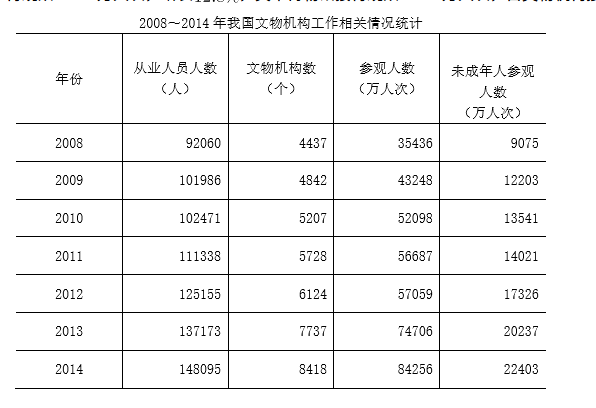 2008～2014 年我国文物机构工作相关情况统计
年份 从业人员人数（人） 文物机构数（个） 参观人数（万人次） 未成年人参观人数（万人次）
2008 92060 4437 35436 9075
2009 101986 4842 43248 12203
2010 102471 5207 52098 13541
2011 111338 5728 56687 14021
2012 125155 6124 57059 17326
2013 137173 7737 74706 20237
2014 148095 8418 84256 22403